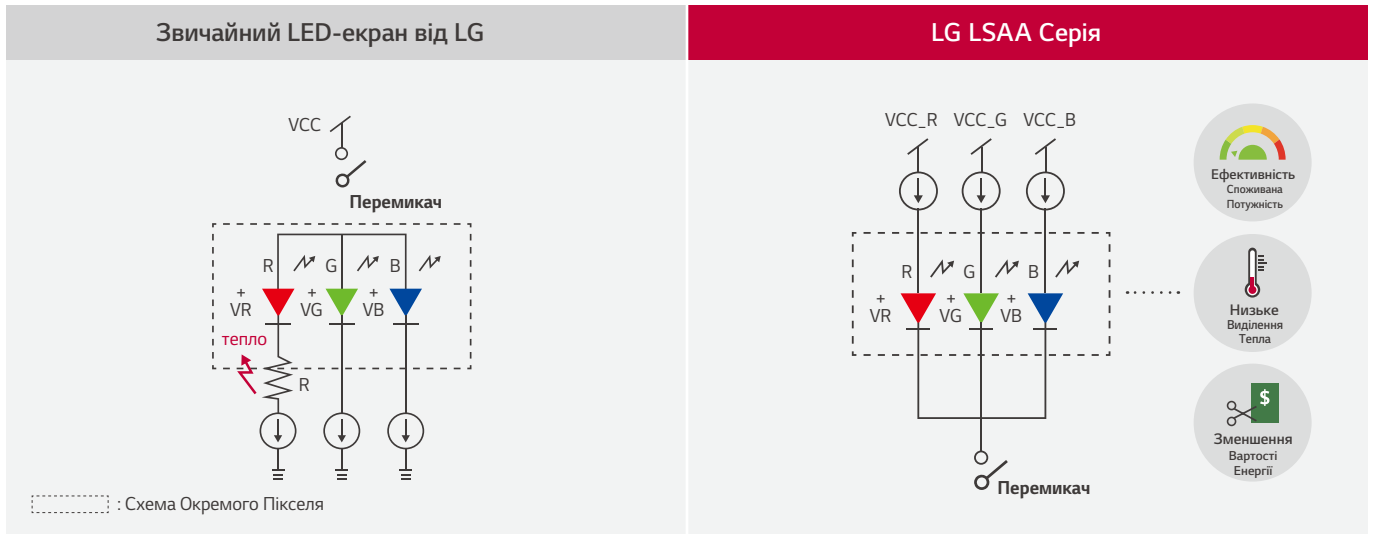 Звичайний LED-екран від LG
LG LSAA Серія
VCC
Перемикач
R G B
+ + +
VR VG VB
тепло
R
: Схема Окремого Пікселя
VCC_R VCC_G VCC_B
R G B
+ + +
VR VG VB
Перемикач
Ефективність
Споживана
Потужність
Низьке
Виділення
Тепла
$
Зменшення
Вартості
Енергії